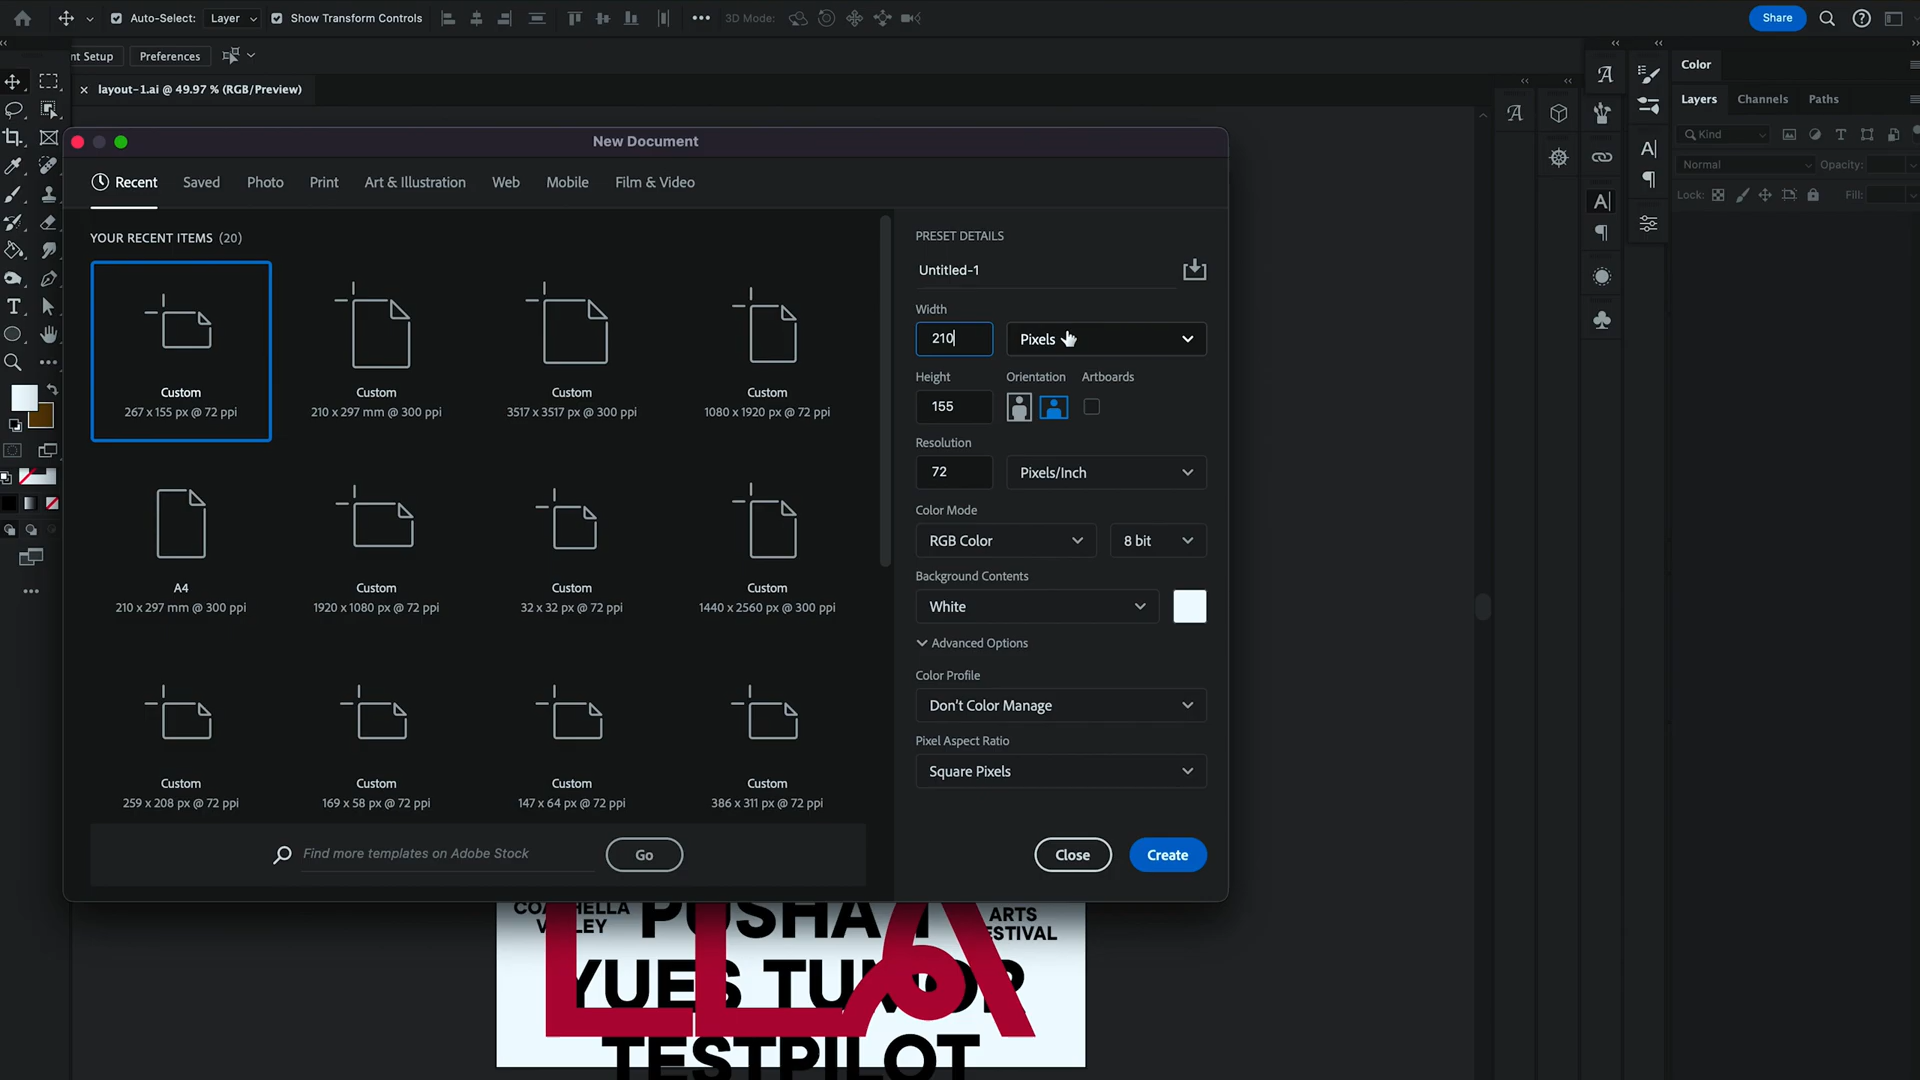 Auto-Select:
Layer
Show Transform Controls
3D Mode:
Share
nt Setup
Preferences
× layout-1.ai @ 49.97 % (RGB/Preview)
Color
Layers
Channels
Paths
Kind
Normal
Opacity:
Lock:
Fill:
New Document
Recent
Saved
Photo
Print
Art & Illustration
Web
Mobile
Film & Video
YOUR RECENT ITEMS (20)
Custom
267 x 155 px @ 72 ppi
Custom
210 x 297 mm @ 300 ppi
Custom
3517 x 3517 px @ 300 ppi
Custom
1080 x 1920 px @ 72 ppi
A4
210 x 297 mm @ 300 ppi
Custom
1920 x 1080 px @ 72 ppi
Custom
32 x 32 px @ 72 ppi
Custom
1440 x 2560 px @ 300 ppi
Custom
259 x 208 px @ 72 ppi
Custom
169 x 58 px @ 72 ppi
Custom
147 x 64 px @ 72 ppi
Custom
386 x 311 px @ 72 ppi
Find more templates on Adobe Stock
Go
PRESET DETAILS
Untitled-1
Width
210
Pixels
Height
Orientation
Artboards
155
Resolution
72
Pixels/Inch
Color Mode
RGB Color
8 bit
Background Contents
White
Advanced Options
Color Profile
Don't Color Manage
Pixel Aspect Ratio
Square Pixels
Close
Create
PUSHA T
ARTS
YUES TUMOR
TESTPILOT
LLA